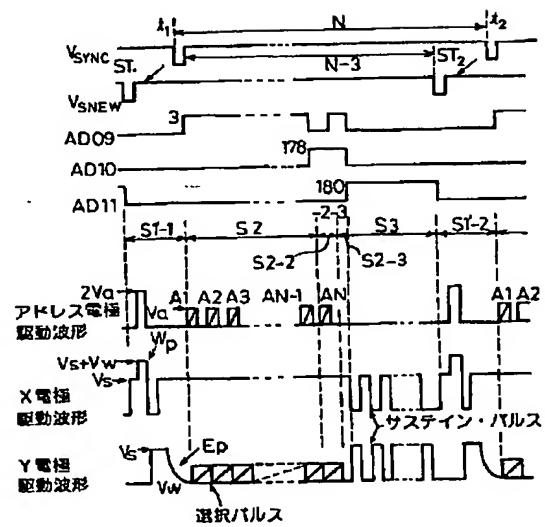 t1 N t2
VSYNC
ST1 N-3 ST2
VSNEW
3
AD09
178
AD10
180
AD11
-2-3
S1-1 S2 S3 S1-2
S2-2 S2-3
2Va
A1 A2 A3 AN-1 AN A1 A2
アドレス電極 Va
駆動波形
Wp
Vs+Vw
Vs
X電極
駆動波形
サステイン・パルス
Vs Ep
Y電極 Vw
駆動波形
選択パルス